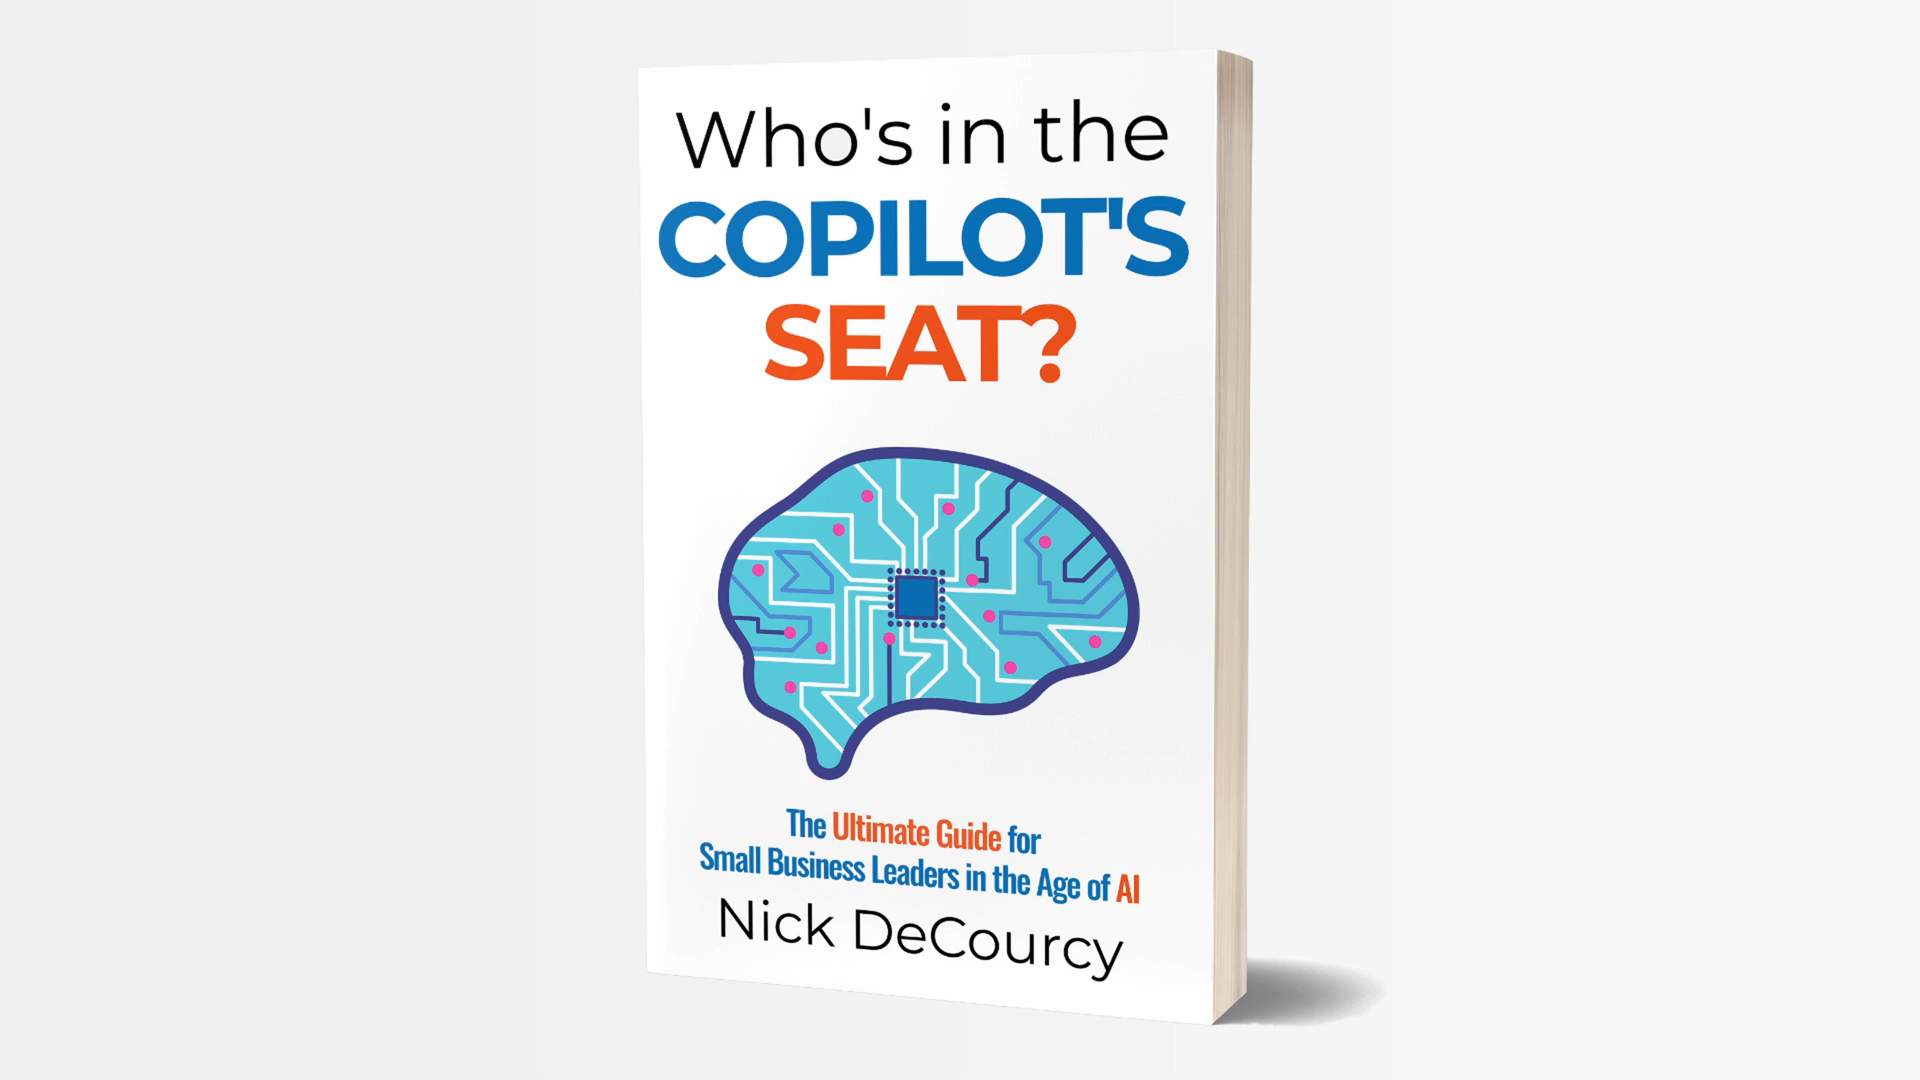 Who's in the
COPILOT'S
SEAT?
The Ultimate Guide for
Small Business Leaders in the Age of AI
Nick DeCourcy